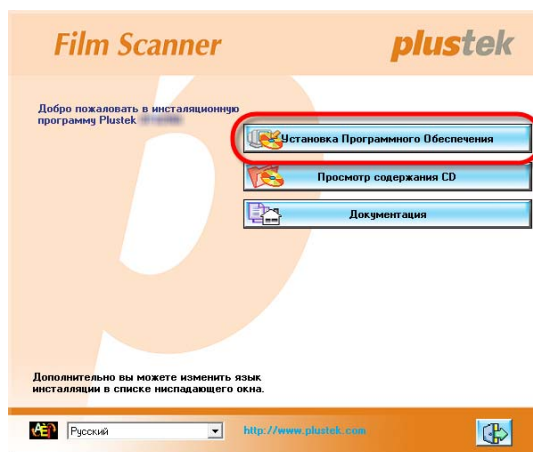 Film Scanner
plustek
Добро пожаловать в инсталяционную
программу Plustek
Установка Программного Обеспечения
Просмотр содержания CD
Документация
Дополнительно вы можете изменить язык
инсталляции в списке ниспадающего окна.
Русский
http://www.plustek.com